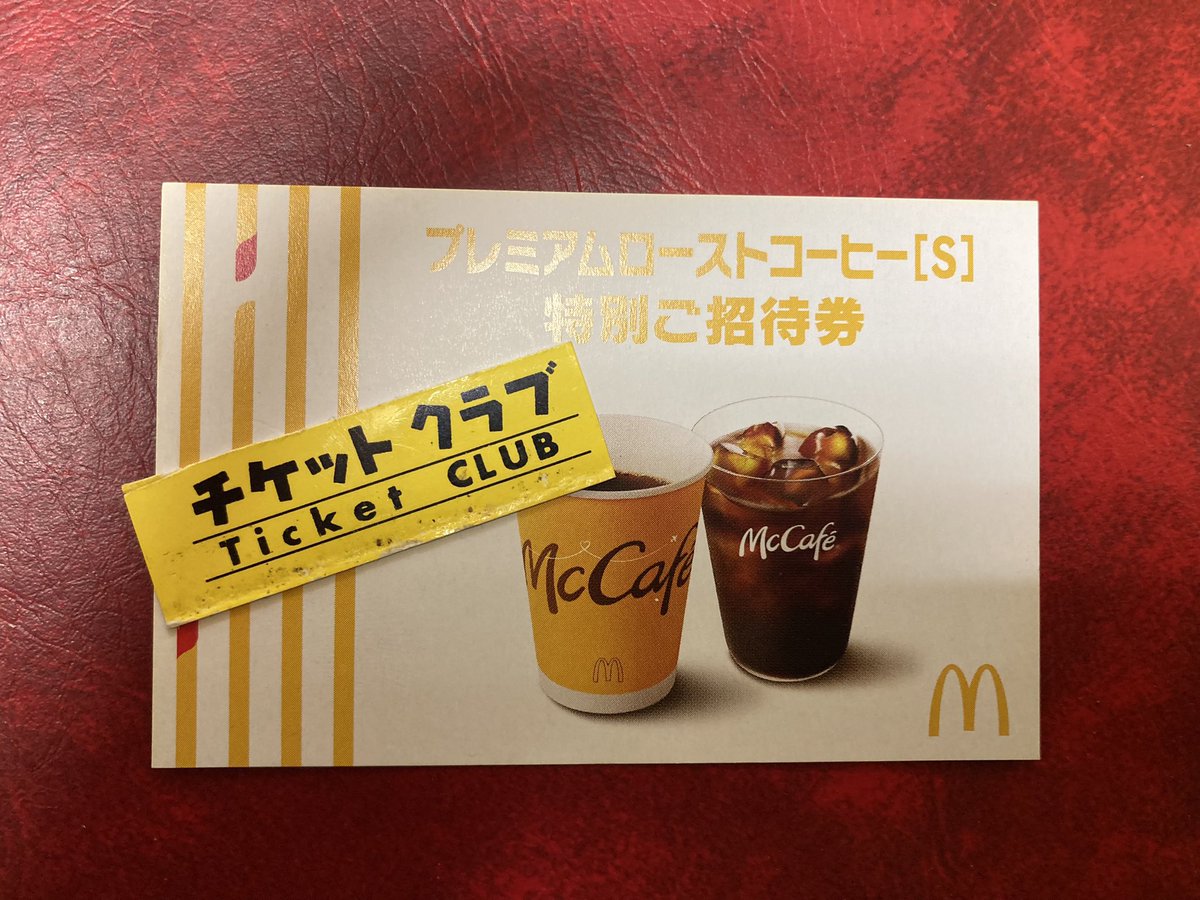 プレミアムローストコーヒー[S]
特別ご招待券
チケットクラブ
Ticket CLUB
McCafé
McCafé